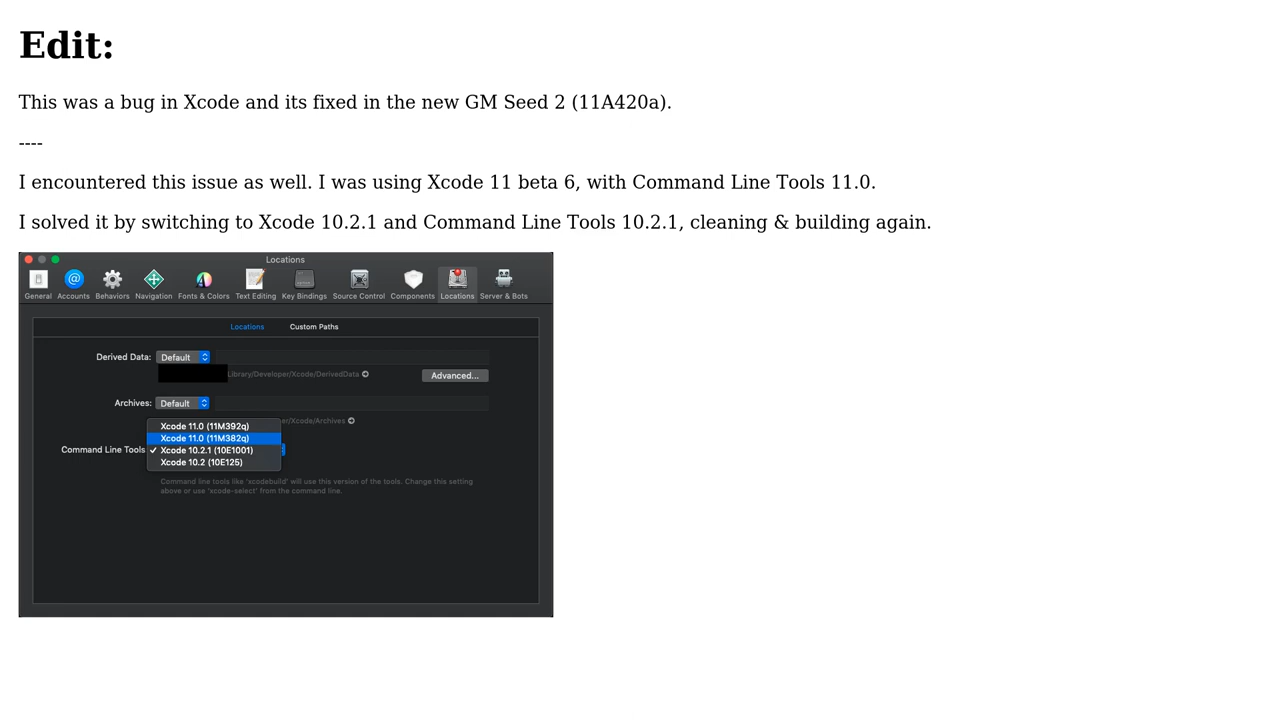 Edit:
This was a bug in Xcode and its fixed in the new GM Seed 2 (11A420a).
----
I encountered this issue as well. I was using Xcode 11 beta 6, with Command Line Tools 11.0.
I solved it by switching to Xcode 10.2.1 and Command Line Tools 10.2.1, cleaning & building again.
Locations
General Accounts Behaviors Navigation Fonts & Colors Text Editing Key Bindings Source Control Components Locations Server & Bots
Locations Custom Paths
Derived Data: Default
Library/Developer/Xcode/DerivedData
Advanced...
Archives: Default
er/Xcode/Archives
Xcode 11.0 (11M392q)
Xcode 11.0 (11M382q)
Command Line Tools ✓ Xcode 10.2.1 (10E1001)
Xcode 10.2 (10E125)
Command line tools like 'xcodebuild' will use this version of the tools. Change this setting
above or use 'xcode-select' from the command line.